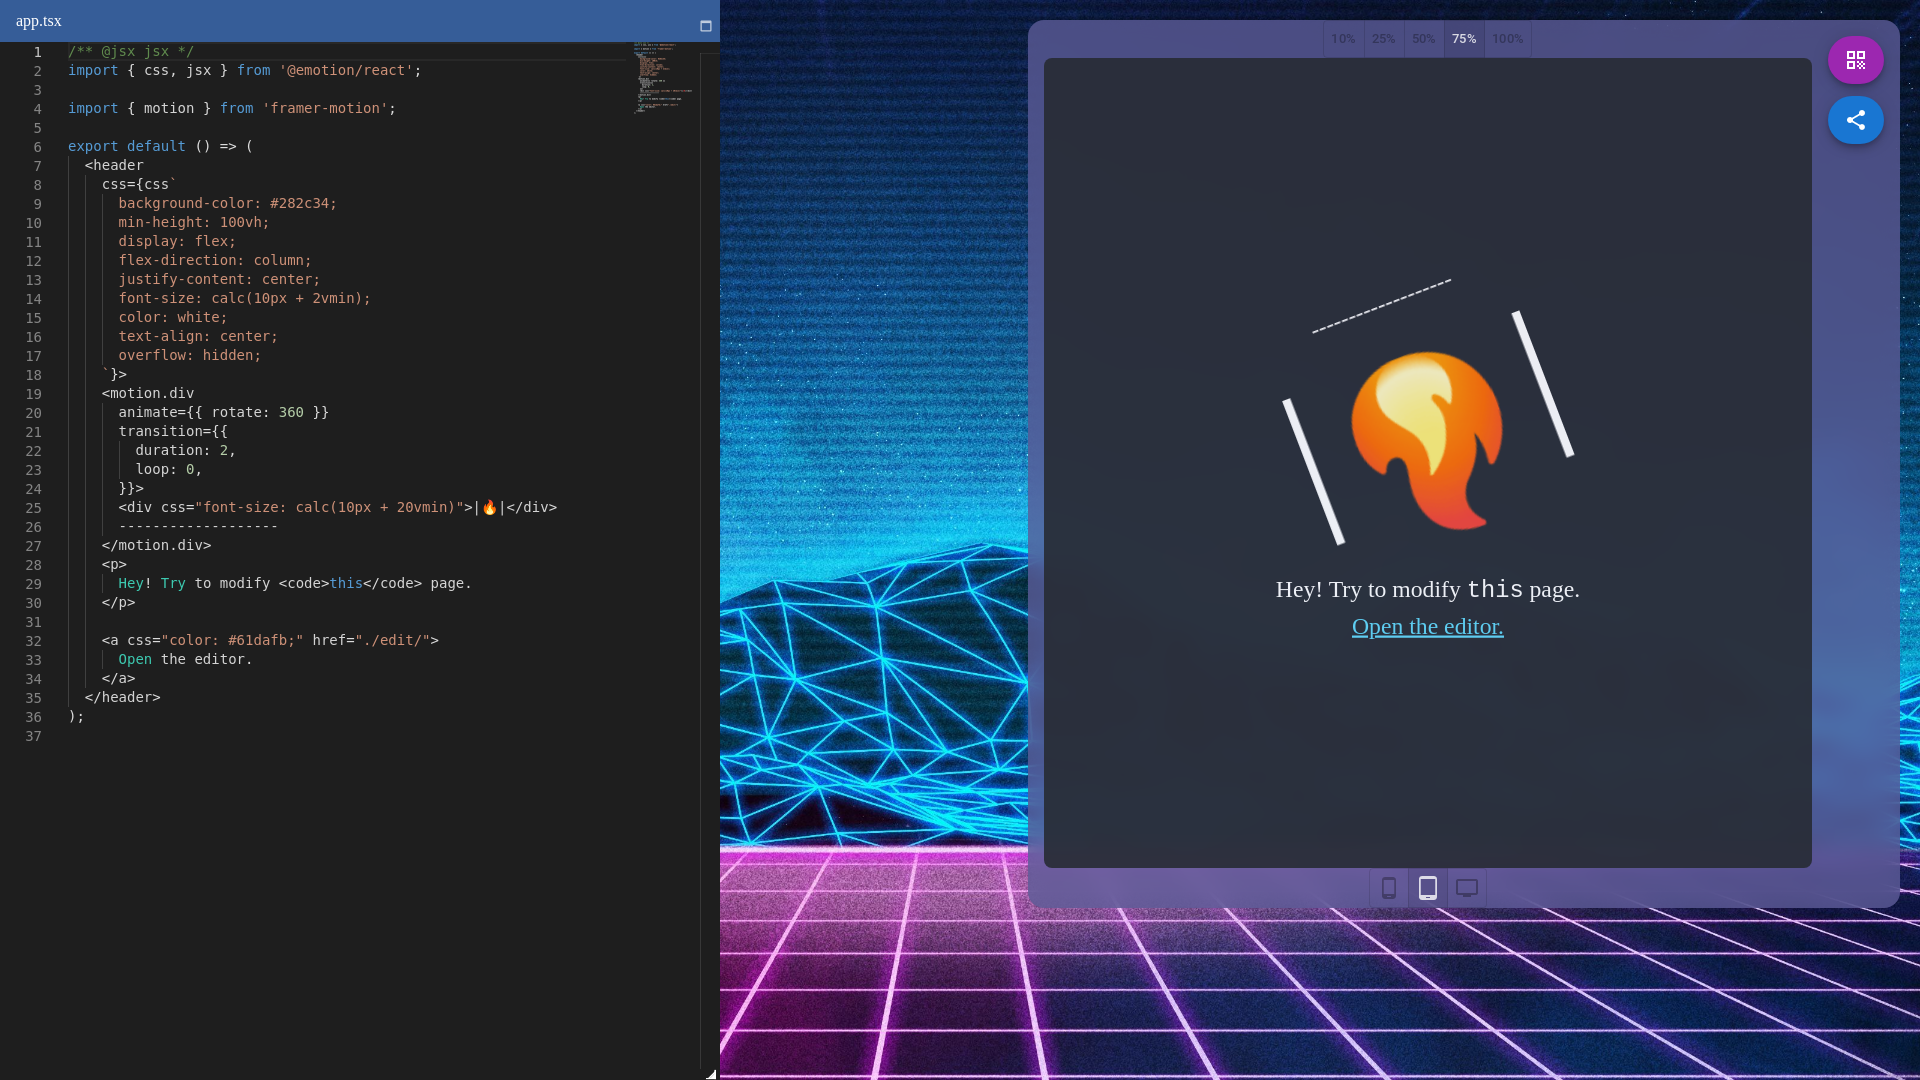 app.tsx
1 /** @jsx jsx */
2 import { css, jsx } from '@emotion/react';
3
4 import { motion } from 'framer-motion';
5
6 export default () => (
7 <header
8 css={css`
9 background-color: #282c34;
10 min-height: 100vh;
11 display: flex;
12 flex-direction: column;
13 justify-content: center;
14 font-size: calc(10px + 2vmin);
15 color: white;
16 text-align: center;
17 overflow: hidden;
18 `}>
19 <motion.div
20 animate={{ rotate: 360 }}
21 transition={{
22 duration: 2,
23 loop: 0,
24 }}>
25 <div css="font-size: calc(10px + 20vmin)">|🔥|</div>
26 -------------------
27 </motion.div>
28 <p>
29 Hey! Try to modify <code>this</code> page.
30 </p>
31
32 <a css="color: #61dafb;" href="./edit/">
33 Open the editor.
34 </a>
35 </header>
36 );
37
10% 25% 50% 75% 100%
Hey! Try to modify this page.
Open the editor.